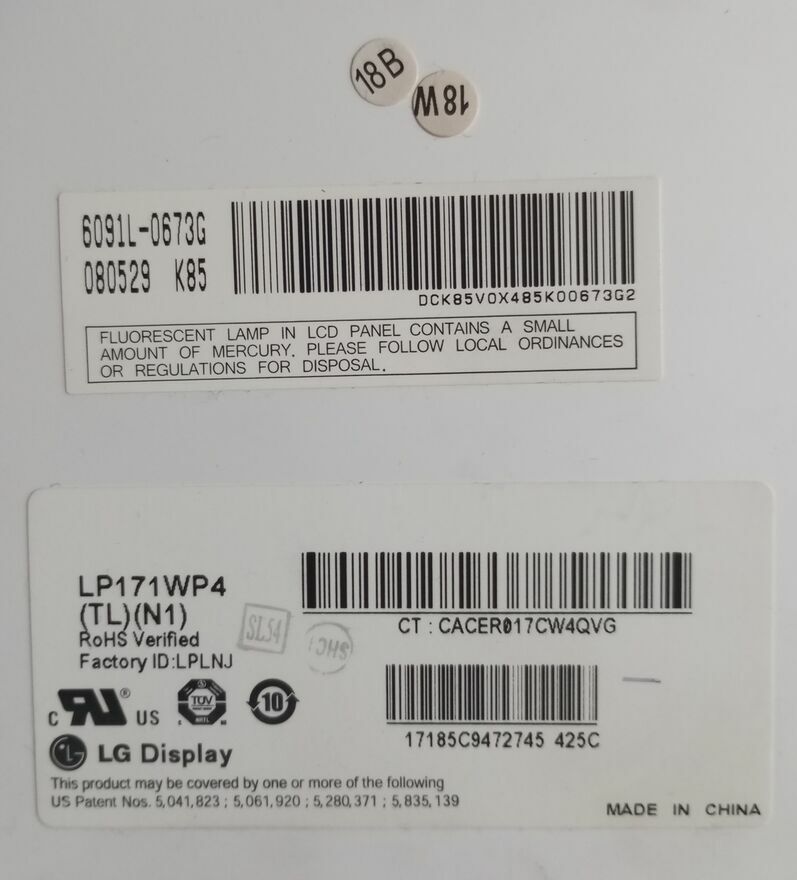 18B
18W
6091L-0673G
080529 K85
DCK85V0X485K00673G2
FLUORESCENT LAMP IN LCD PANEL CONTAINS A SMALL
AMOUNT OF MERCURY. PLEASE FOLLOW LOCAL ORDINANCES
OR REGULATIONS FOR DISPOSAL.
LP171WP4
(TL)(N1)
RoHS Verified
Factory ID:LPLNJ
SL54
CT : CACER017CW4QVG
C UR ® US
TÜV
NRTL
10
17185C9472745 425C
LG Display
This product may be covered by one or more of the following
US Patent Nos. 5,041,823 ; 5,061,920 ; 5,280,371 ; 5,835,139
MADE IN CHINA